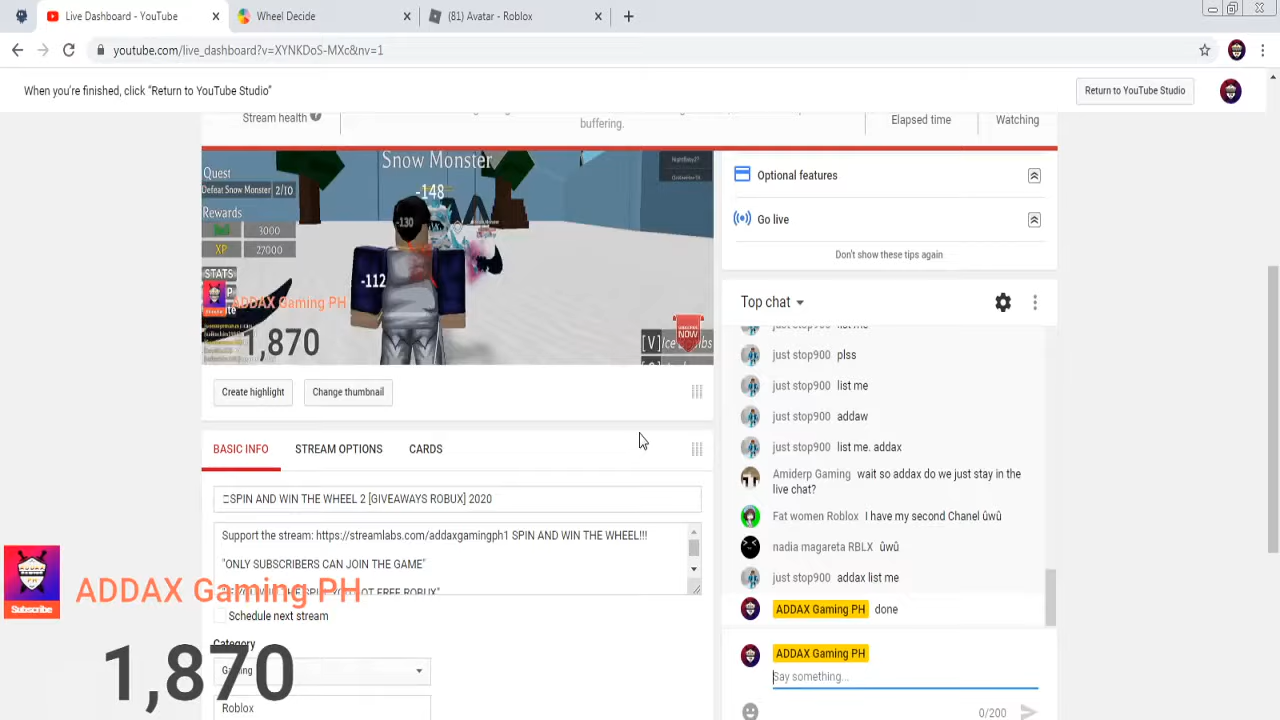 Live Dashboard - YouTube
Wheel Decide
(81) Avatar - Roblox
youtube.com/live_dashboard?v=XYNKDoS-MXc&nv=1
When you're finished, click "Return to YouTube Studio"
Return to YouTube Studio
Stream health
buffering.
Elapsed time
Watching
Snow Monster
Quest
Defeat Snow Monster 2/10
Rewards
3000
XP 27000
STATS
-148
-130
-112
ADDAX Gaming PH
1,870
NOW
[V]
Optional features
Go live
Don't show these tips again
Create highlight
Change thumbnail
Top chat
just stop900 list me
just stop900 plss
just stop900 list me
just stop900 addaw
just stop900 list me. addax
Amiderp Gaming wait so addax do we just stay in the
live chat?
Fat women Roblox I have my second Chanel ūwū
nadia magareta RBLX ūwū
just stop900 addax list me
ADDAX Gaming PH done
ADDAX Gaming PH
Say something...
0/200
BASIC INFO
STREAM OPTIONS
CARDS
SPIN AND WIN THE WHEEL 2 [GIVEAWAYS ROBUX] 2020
Support the stream: https://streamlabs.com/addaxgamingph1 SPIN AND WIN THE WHEEL!!!
"ONLY SUBSCRIBERS CAN JOIN THE GAME"
Subscribe
ADDAX Gaming PH
1,870
Schedule next stream
Category
Gaming
Roblox